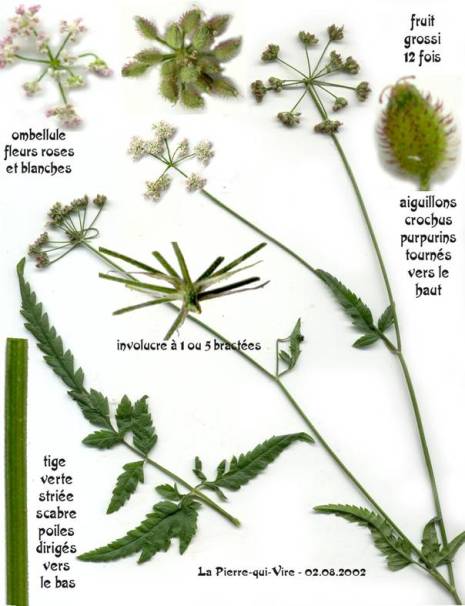 fruit
grossi
12 fois
ombellule
fleurs roses
et blanches
aiguillons
crochus
purpurins
tournés
vers le
haut
involucre à 1 ou 5 bractées
tige
verte
striée
scabre
poiles
dirigés
vers
le bas
La Pierre-qui-Vire - 02.08.2002